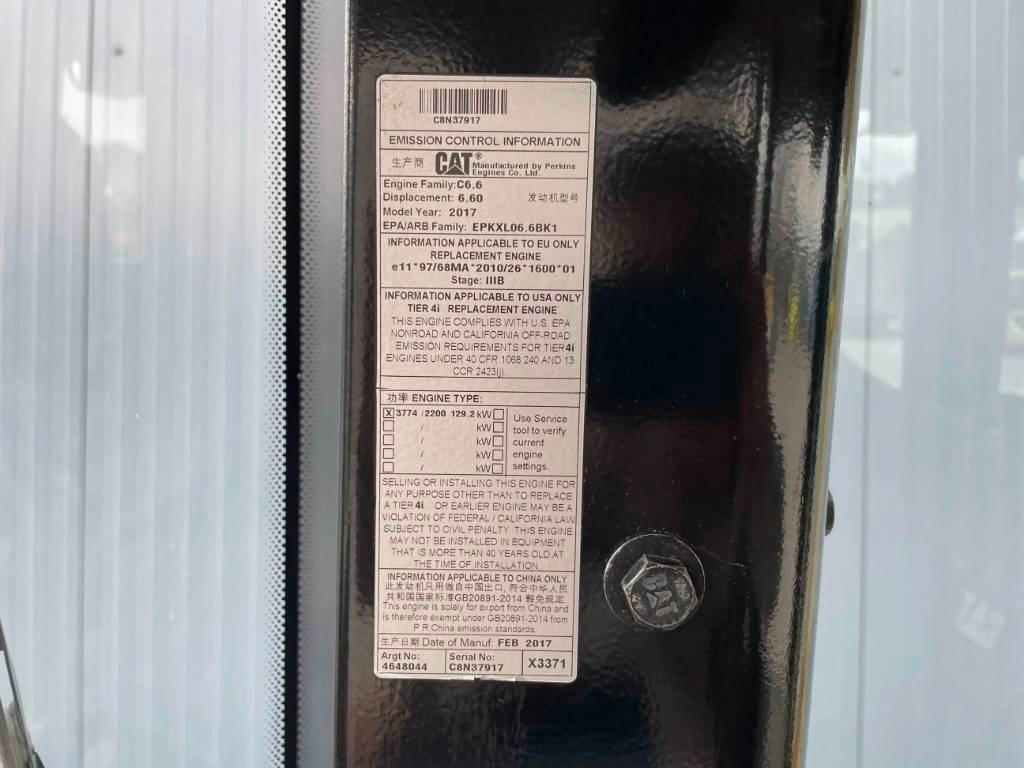 C8N37917
EMISSION CONTROL INFORMATION
生产商 CAT® Manufactured by Perkins
Engines Co. Ltd.
Engine Family:C6.6
Displacement: 6.60 发动机型号
Model Year: 2017
EPA/ARB Family: EPKXL06.6BK1
INFORMATION APPLICABLE TO EU ONLY
REPLACEMENT ENGINE
e11*97/68MA*2010/26*1600*01
Stage: IIIB
INFORMATION APPLICABLE TO USA ONLY
TIER 4i REPLACEMENT ENGINE
THIS ENGINE COMPLIES WITH U.S. EPA
NONROAD AND CALIFORNIA OFF-ROAD
EMISSION REQUIREMENTS FOR TIER 4i
ENGINES UNDER 40 CFR 1068 240 AND 13
CCR 2423(j).
功率 ENGINE TYPE:
X 3774 / 2200 129.2 kW
/ kW
/ kW
/ kW
/ kW
Use Service
tool to verify
current
engine
settings.
SELLING OR INSTALLING THIS ENGINE FOR
ANY PURPOSE OTHER THAN TO REPLACE
A TIER 4i OR EARLIER ENGINE MAY BE A
VIOLATION OF FEDERAL / CALIFORNIA LAW
SUBJECT TO CIVIL PENALTY. THIS ENGINE
MAY NOT BE INSTALLED IN EQUIPMENT
THAT IS MORE THAN 40 YEARS OLD AT
THE TIME OF INSTALLATION
INFORMATION APPLICABLE TO CHINA ONLY
此发动机只用做自中国出口, 符合中华人民
共和国国家标准GB20891-2014 豁免规定.
This engine is solely for export from China and
is therefore exempt under GB20891-2014 from
P.R.China emission standards.
生产日期 Date of Manuf: FEB 2017
Argt No:
4648044
Serial No:
C8N37917
X3371
CAT